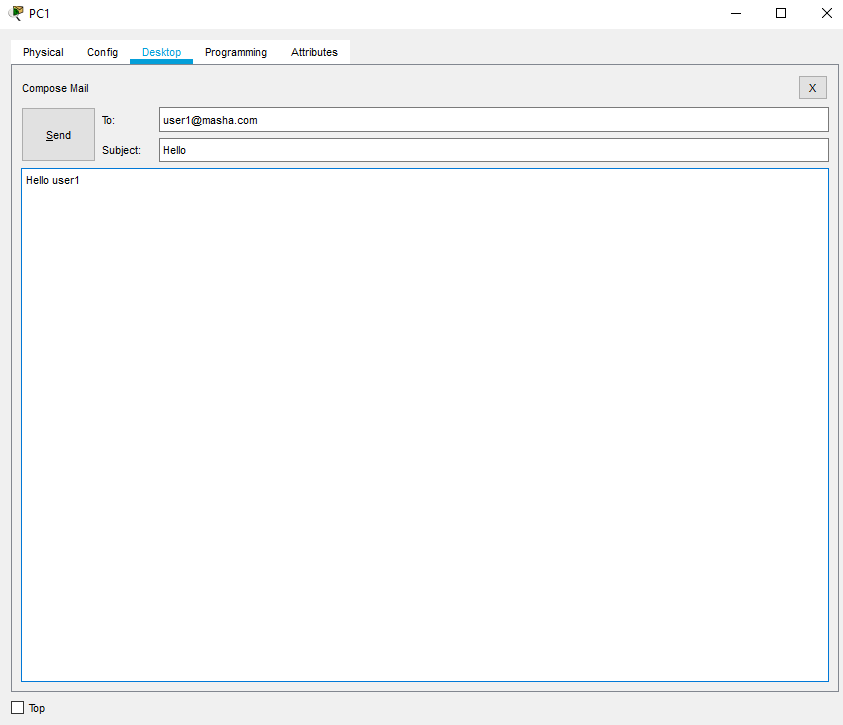 PC1
Physical Config Desktop Programming Attributes
Compose Mail
X
Send
To: user1@masha.com
Subject: Hello
Hello user1
Top